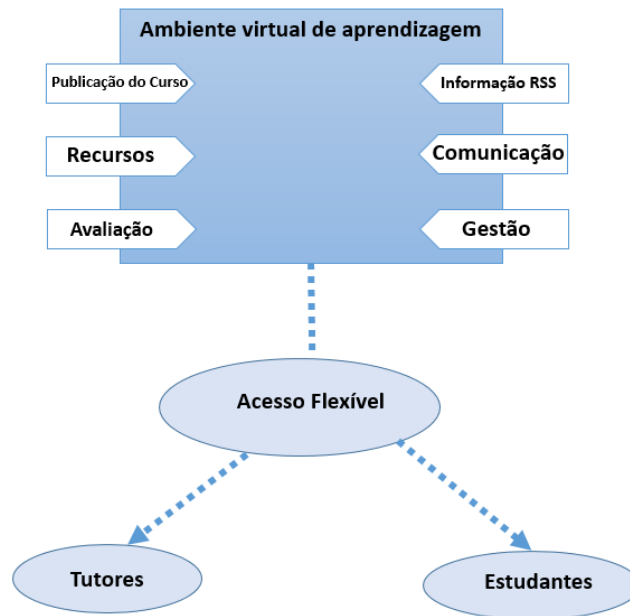 Ambiente virtual de aprendizagem
Publicação do Curso
Informação RSS
Recursos
Comunicação
Avaliação
Gestão
Acesso Flexível
Tutores
Estudantes